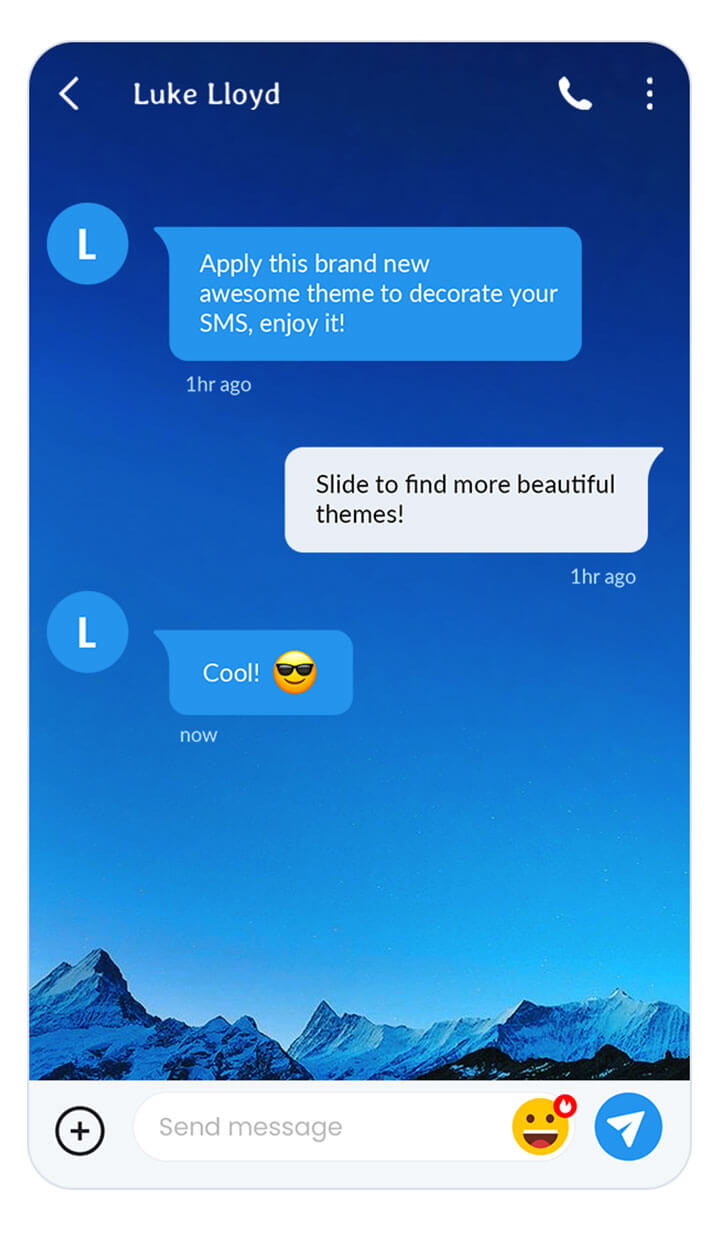 Luke Lloyd
L
Apply this brand new
awesome theme to decorate your
SMS, enjoy it!
1hr ago
Slide to find more beautiful
themes!
1hr ago
L
Cool! 😎
now
Send message